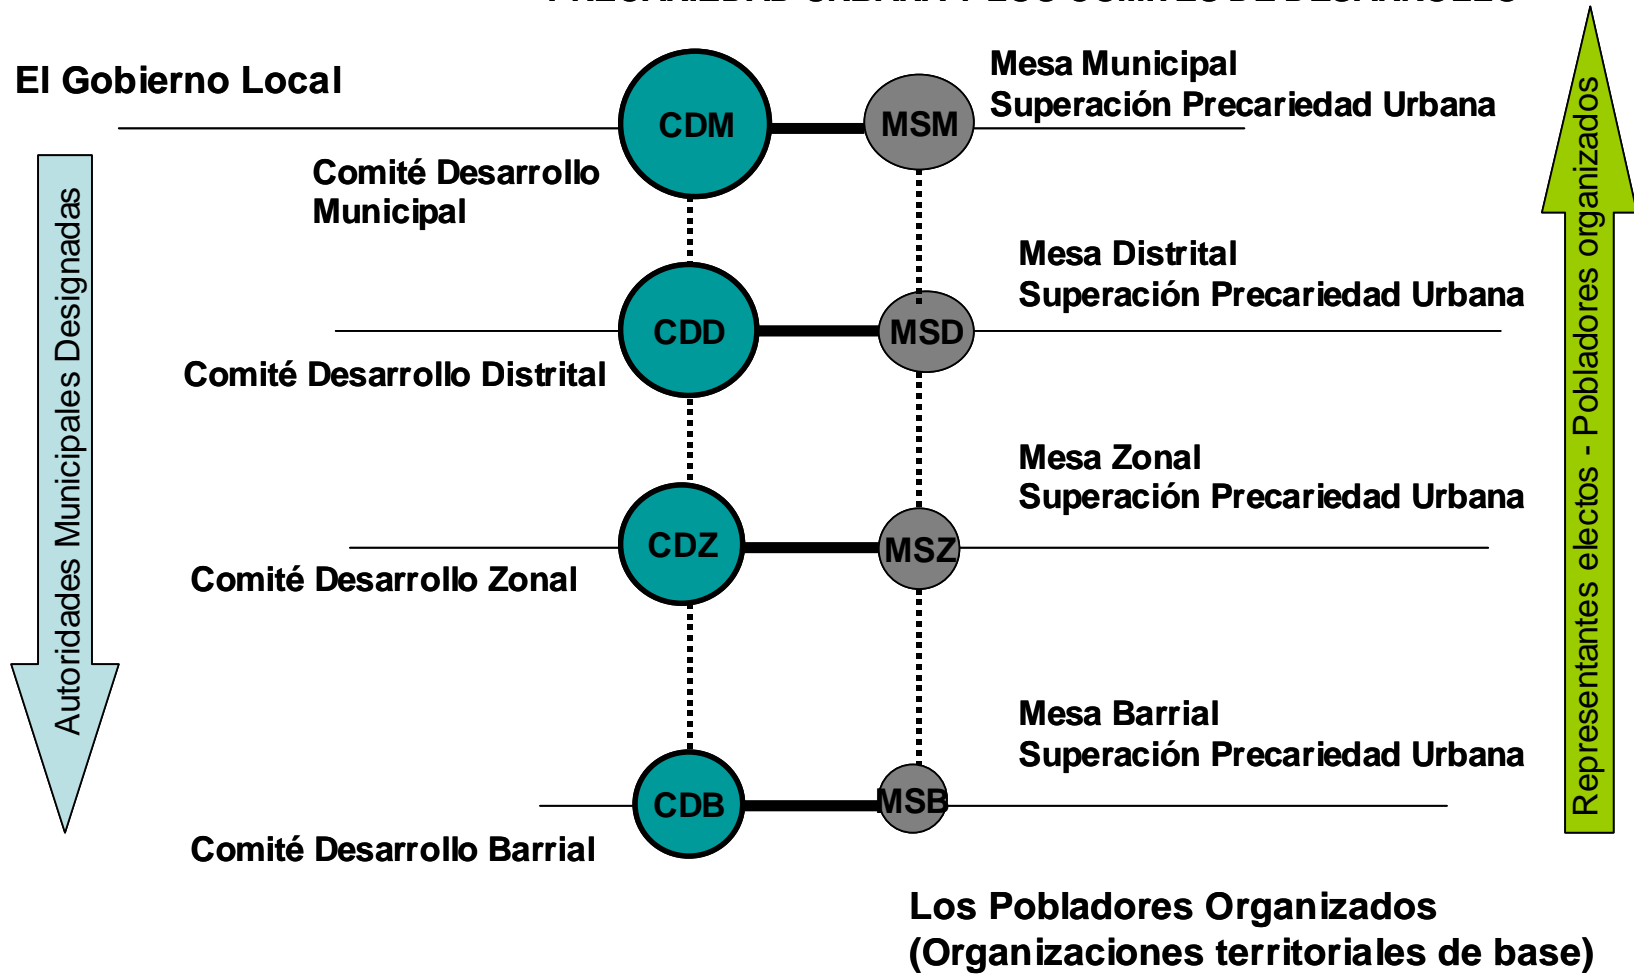 El Gobierno Local
CDM
MSM
Mesa Municipal
Superación Precariedad Urbana
Comité Desarrollo
Municipal
Mesa Distrital
Superación Precariedad Urbana
CDD
MSD
Comité Desarrollo Distrital
Mesa Zonal
Superación Precariedad Urbana
CDZ
MSZ
Comité Desarrollo Zonal
Mesa Barrial
Superación Precariedad Urbana
CDB
MSB
Comité Desarrollo Barrial
Los Pobladores Organizados
(Organizaciones territoriales de base)
Autoridades Municipales Designadas
Representantes electos - Pobladores organizados